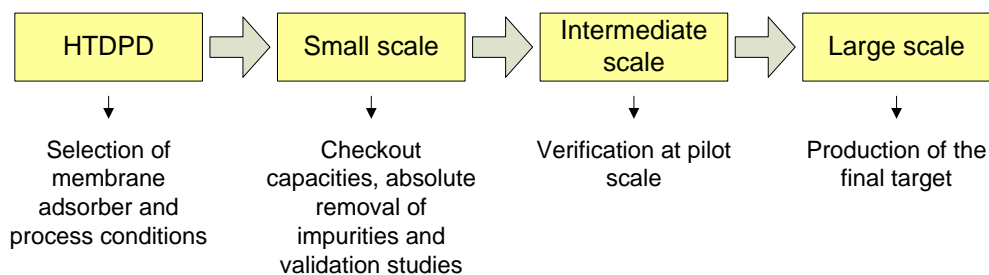 HTDPD
Small scale
Intermediate
scale
Large scale
Selection of
membrane
adsorber and
process conditions
Checkout
capacities, absolute
removal of
impurities and
validation studies
Verification at pilot
scale
Production of the
final target